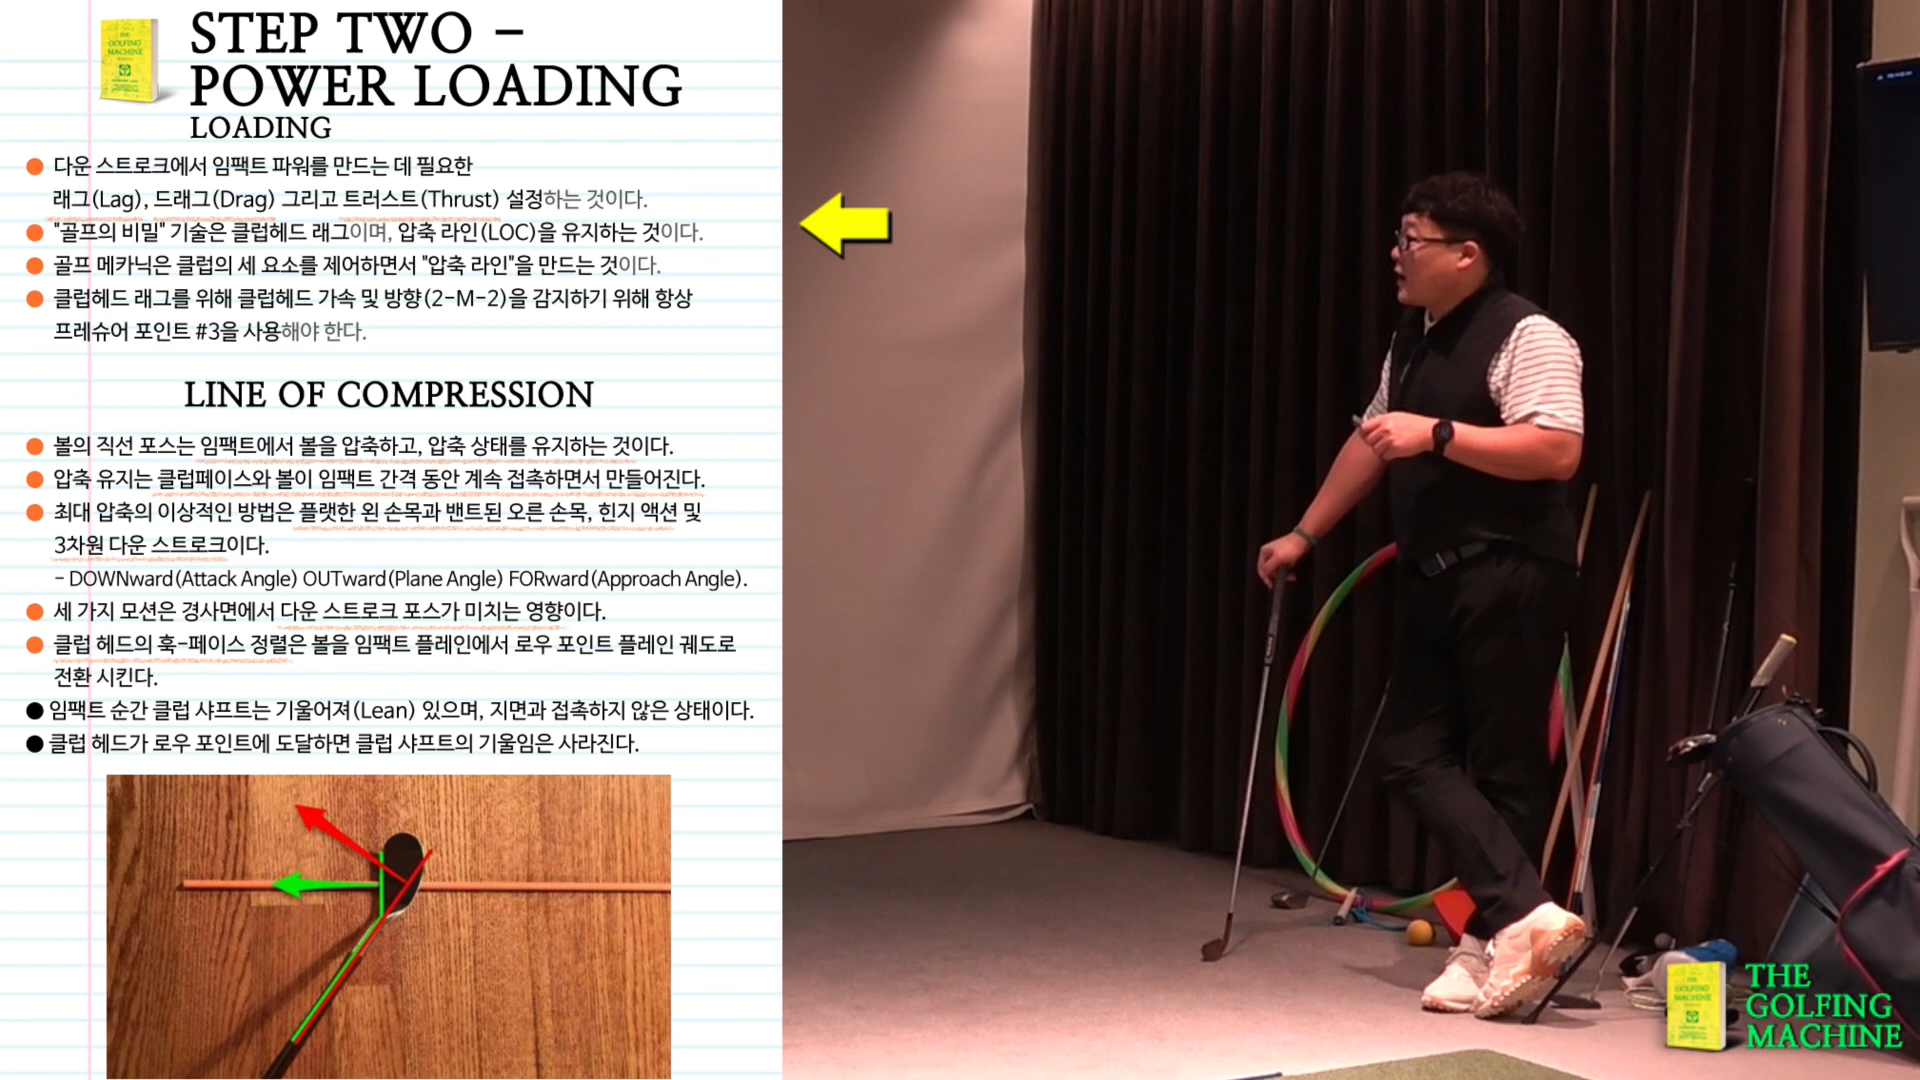 STEP TWO -
POWER LOADING
LOADING
다운 스트로크에서 임팩트 파워를 만드는 데 필요한
래그(Lag), 드래그(Drag) 그리고 트러스트(Thrust) 설정하는 것이다.
"골프의 비밀" 기술은 클럽헤드 래그이며, 압축 라인(LOC)을 유지하는 것이다.
골프 메카닉은 클럽의 세 요소를 제어하면서 "압축 라인"을 만드는 것이다.
클럽헤드 래그를 위해 클럽헤드 가속 및 방향(2-M-2)을 감지하기 위해 항상
프레슈어 포인트 #3을 사용해야 한다.
LINE OF COMPRESSION
볼의 직선 포스는 임팩트에서 볼을 압축하고, 압축 상태를 유지하는 것이다.
압축 유지는 클럽페이스와 볼이 임팩트 간격 동안 계속 접촉하면서 만들어진다.
최대 압축의 이상적인 방법은 플랫한 왼 손목과 밴트된 오른 손목, 힌지 액션 및
3차원 다운 스트로크이다.
- DOWNward(Attack Angle) OUTward(Plane Angle) FORward(Approach Angle).
세 가지 모션은 경사면에서 다운 스트로크 포스가 미치는 영향이다.
클럽 헤드의 훅-페이스 정렬은 볼을 임팩트 플레인에서 로우 포인트 플레인 궤도로
전환 시킨다.
임팩트 순간 클럽 샤프트는 기울어져(Lean) 있으며, 지면과 접촉하지 않은 상태이다.
클럽 헤드가 로우 포인트에 도달하면 클럽 샤프트의 기울임은 사라진다.
THE
GOLFING
MACHINE
THE
GOLFING
MACHINE
THE
GOLFING
MACHINE